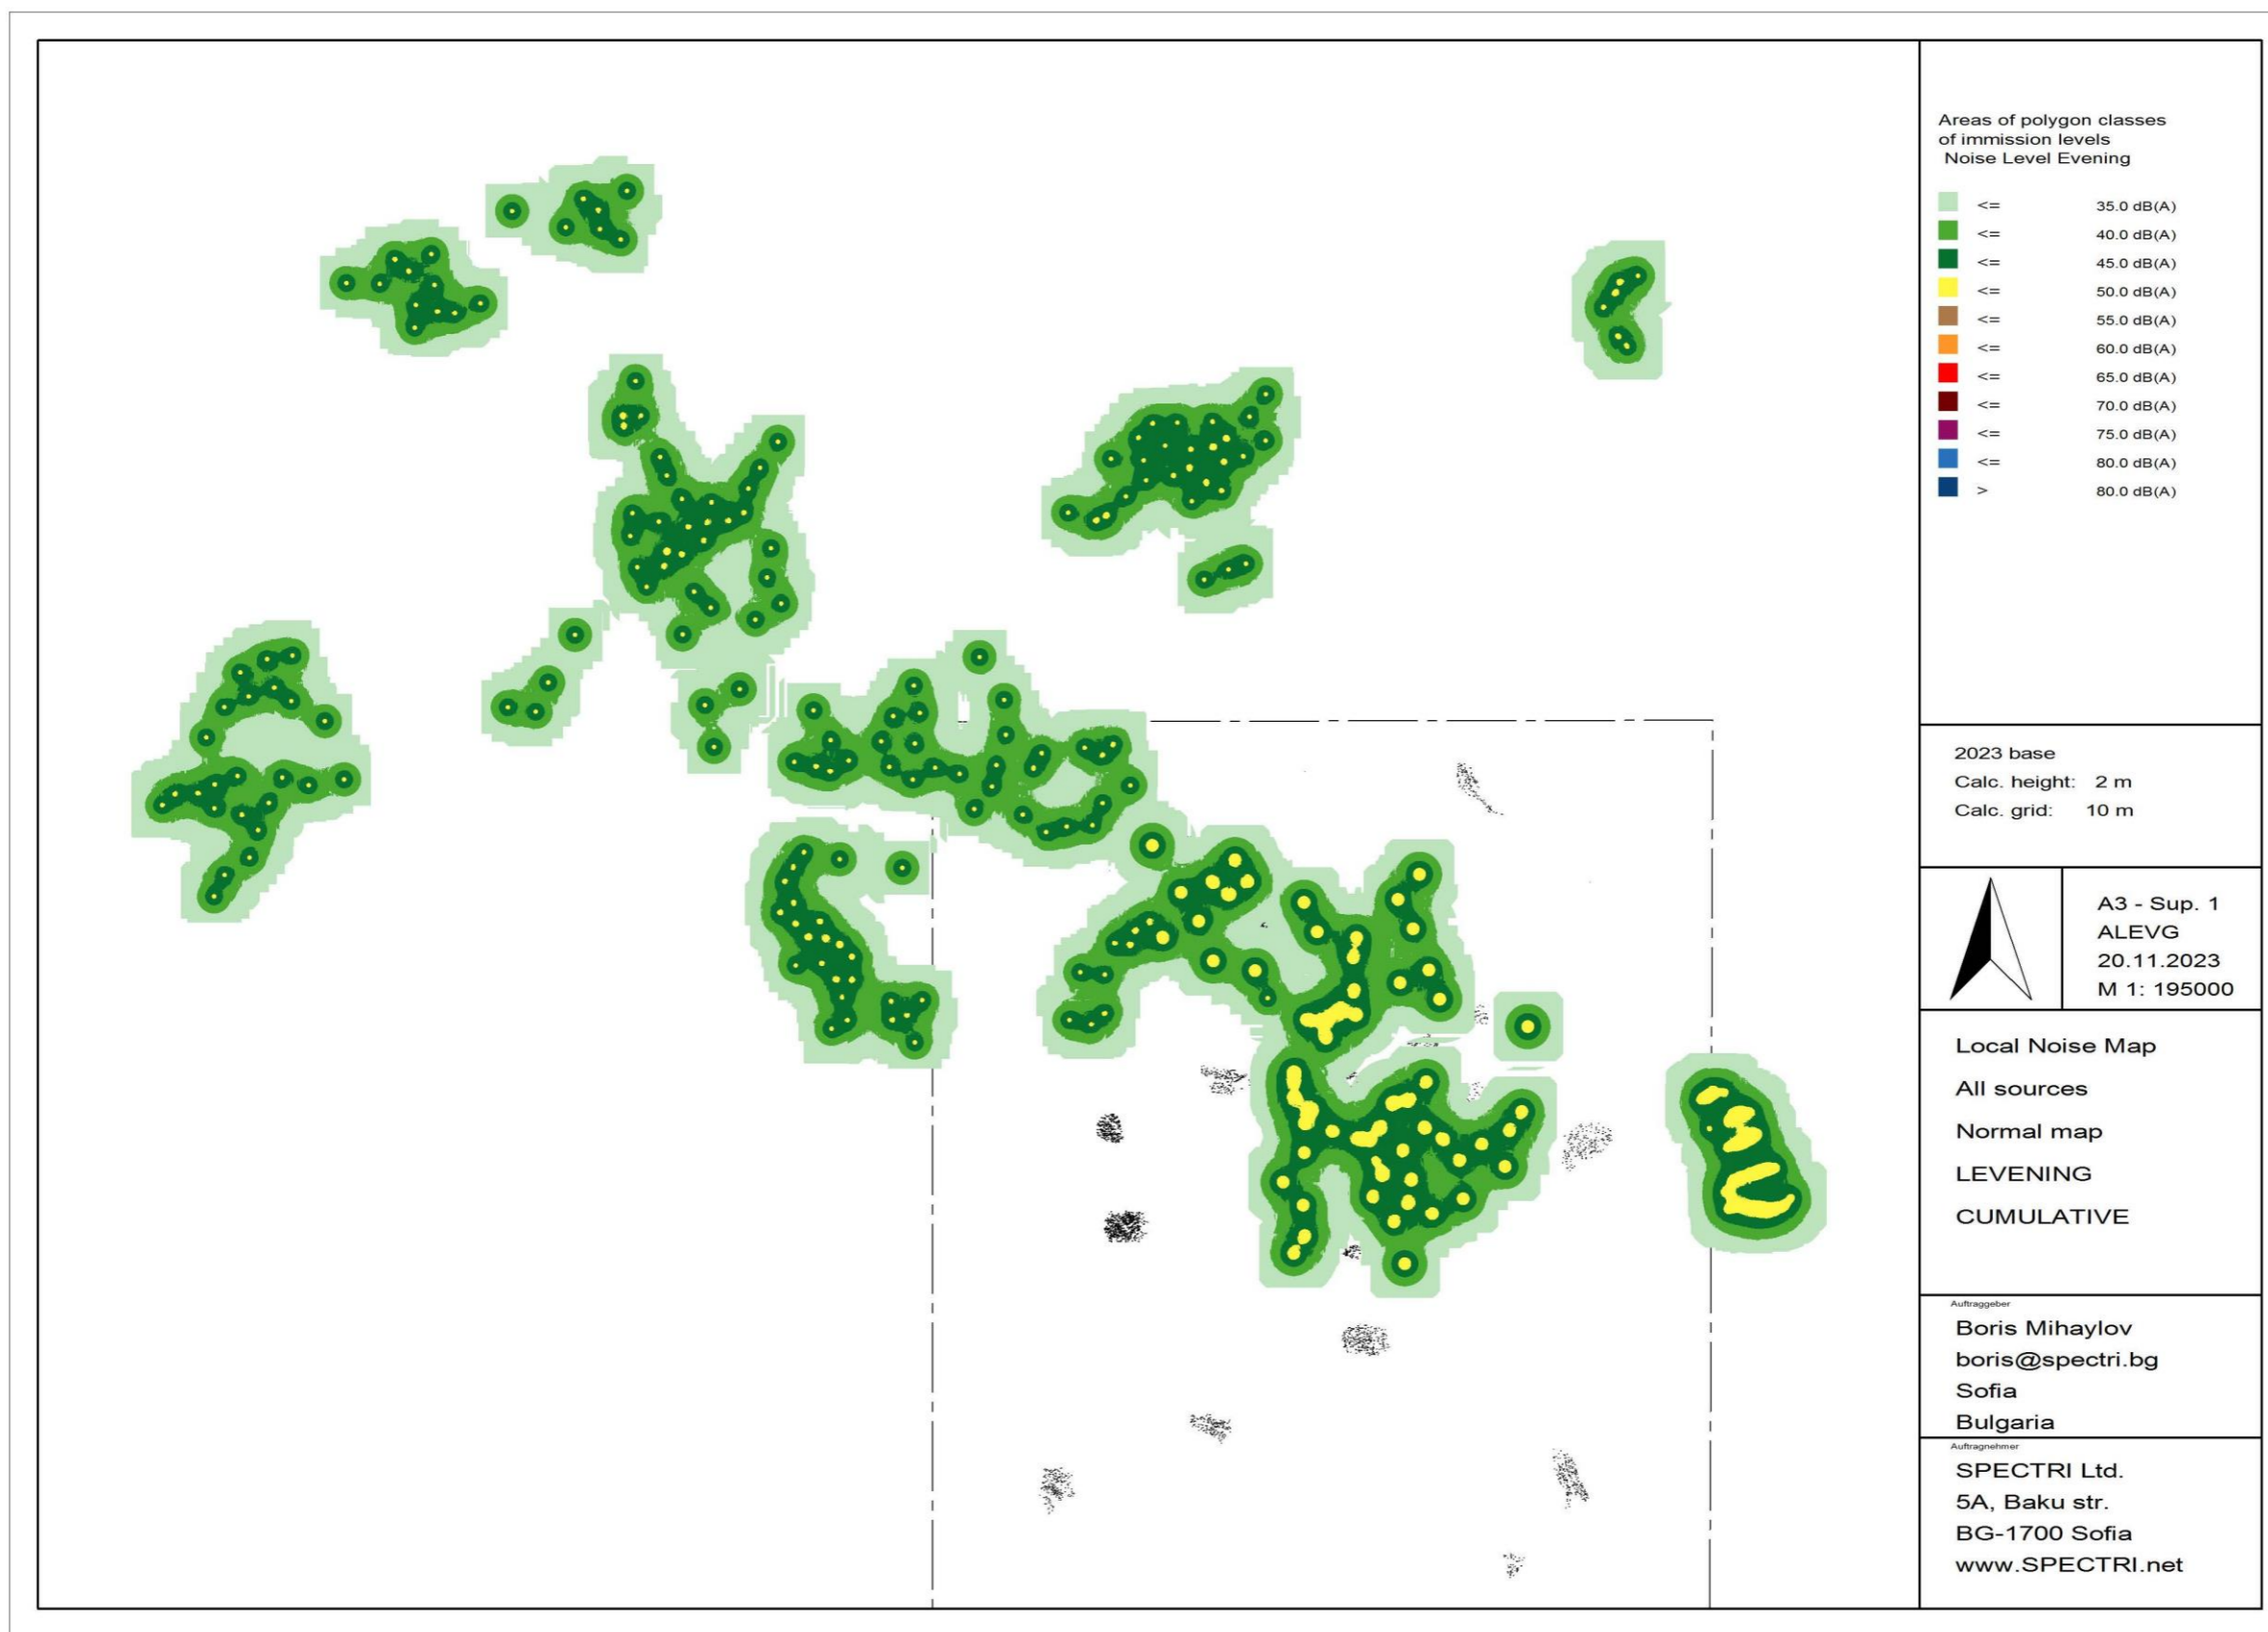 Areas of polygon classes
of immission levels
Noise Level Evening
<= 35.0 dB(A)
<= 40.0 dB(A)
<= 45.0 dB(A)
<= 50.0 dB(A)
<= 55.0 dB(A)
<= 60.0 dB(A)
<= 65.0 dB(A)
<= 70.0 dB(A)
<= 75.0 dB(A)
<= 80.0 dB(A)
> 80.0 dB(A)
2023 base
Calc. height: 2 m
Calc. grid: 10 m
A3 - Sup. 1
ALEVG
20.11.2023
M 1: 195000
Local Noise Map
All sources
Normal map
LEVENING
CUMULATIVE
Auftraggeber
Boris Mihaylov
boris@spectri.bg
Sofia
Bulgaria
Auftragnehmer
SPECTRI Ltd.
5A, Baku str.
BG-1700 Sofia
www.SPECTRI.net